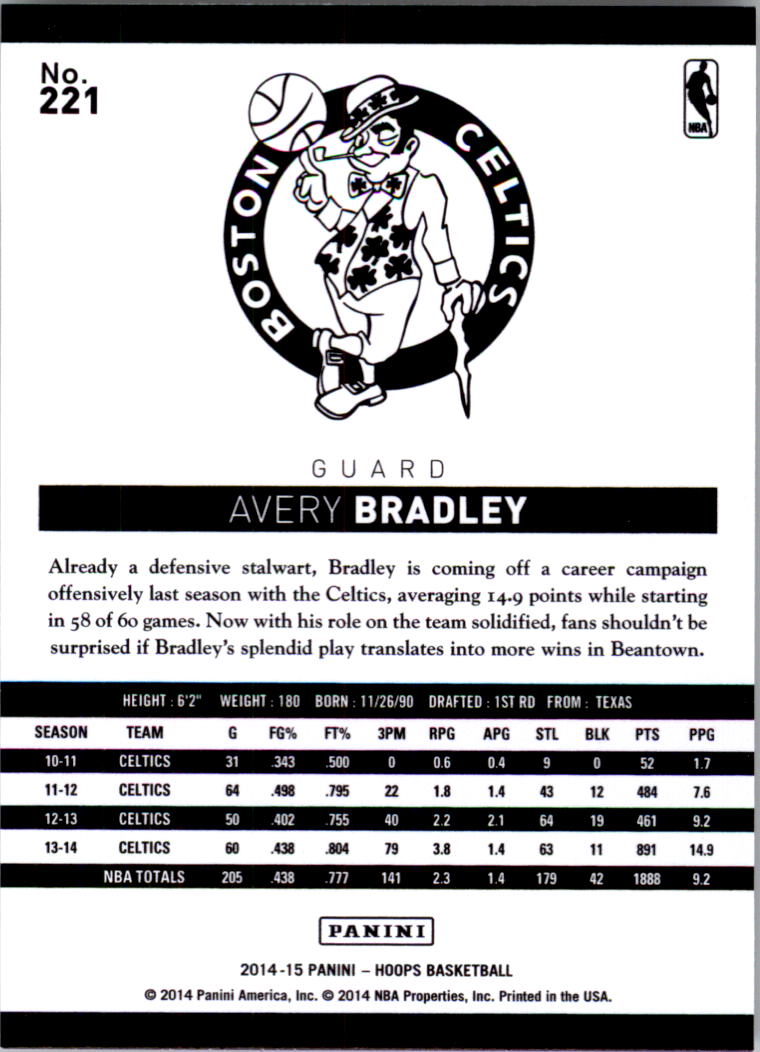 No.
221
NBA
BOSTON CELTICS
GUARD
AVERY BRADLEY
Already a defensive stalwart, Bradley is coming off a career campaign
offensively last season with the Celtics, averaging 14.9 points while starting
in 58 of 60 games. Now with his role on the team solidified, fans shouldn't be
surprised if Bradley's splendid play translates into more wins in Beantown.
HEIGHT : 6'2" WEIGHT : 180 BORN : 11/26/90 DRAFTED : 1ST RD FROM : TEXAS
SEASON TEAM G FG% FT% 3PM RPG APG STL BLK PTS PPG
10-11 CELTICS 31 .343 .500 0 0.6 0.4 9 0 52 1.7
11-12 CELTICS 64 .498 .795 22 1.8 1.4 43 12 484 7.6
12-13 CELTICS 50 .402 .755 40 2.2 2.1 64 19 461 9.2
13-14 CELTICS 60 .438 .804 79 3.8 1.4 63 11 891 14.9
NBA TOTALS 205 .438 .777 141 2.3 1.4 179 42 1888 9.2
PANINI
2014-15 PANINI – HOOPS BASKETBALL
© 2014 Panini America, Inc. © 2014 NBA Properties, Inc. Printed in the USA.